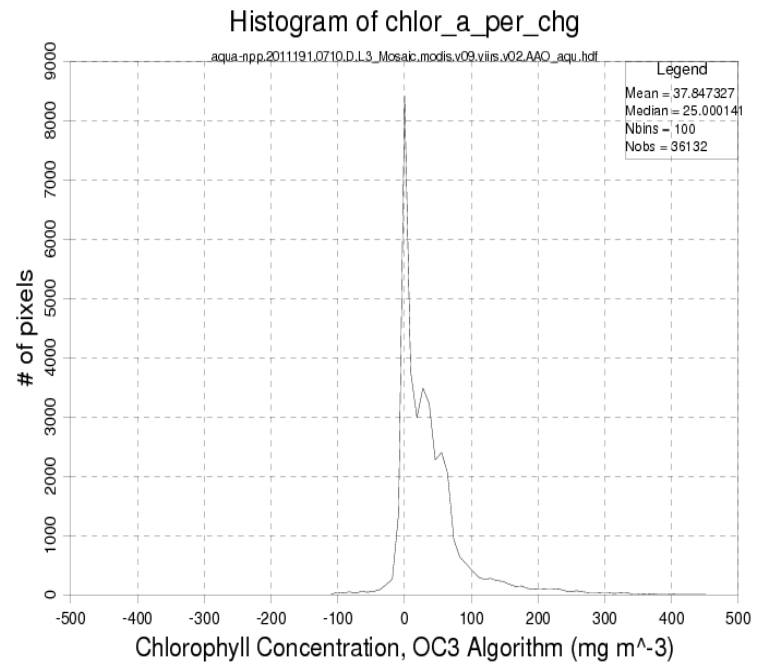 Histogram of chlor_a_per_chg
aqua-npp.2011191.0710.D.L3_Mosaic.modis.v09.viirs.v02.AAO_aqu.hdf
Legend
Mean = 37.847327
Median = 25.000141
Nbins = 100
Nobs = 36132
# of pixels
9000
8000
7000
6000
5000
4000
3000
2000
1000
0
-500 -400 -300 -200 -100 0 100 200 300 400 500
Chlorophyll Concentration, OC3 Algorithm (mg m^-3)